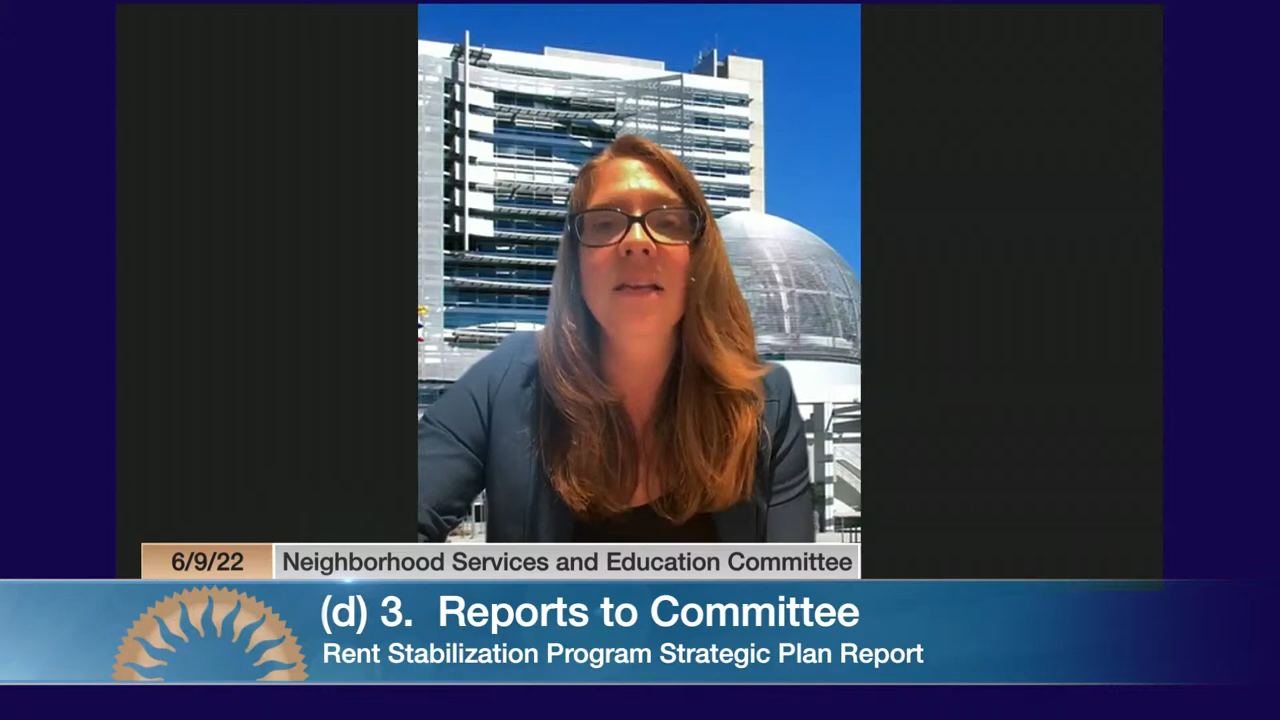 6/9/22
Neighborhood Services and Education Committee
(d) 3. Reports to Committee
Rent Stabilization Program Strategic Plan Report